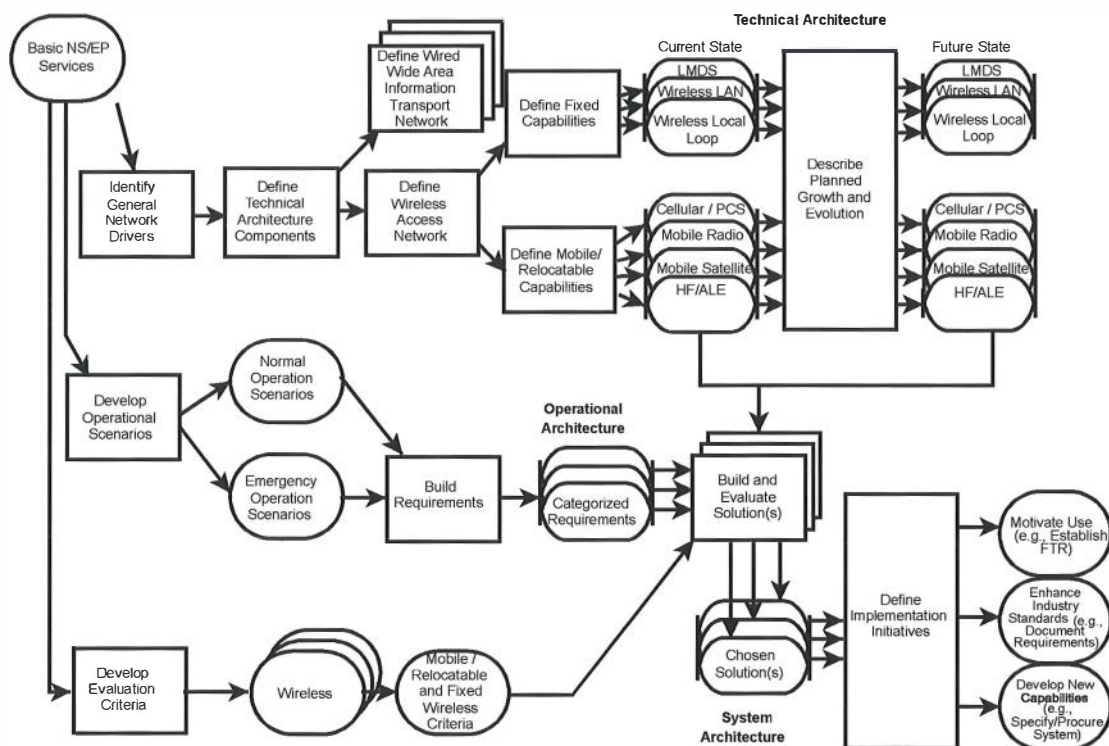 Technical Architecture
Basic NS/EP
Services
Define Wired
Wide Area
Information
Transport
Network
Define Fixed
Capabilities
Current State
LMDS
Wireless LAN
Wireless Local
Loop
Future State
LMDS
Wireless LAN
Wireless Local
Loop
Describe
Planned
Growth and
Evolution
Identify
General
Network
Drivers
Define
Technical
Architecture
Components
Define
Wireless
Access
Network
Define Mobile/
Relocatable
Capabilities
Cellular / PCS
Mobile Radio
Mobile Satellite
HF/ALE
Cellular / PCS
Mobile Radio
Mobile Satellite
HF/ALE
Develop
Operational
Scenarios
Normal
Operation
Scenarios
Emergency
Operation
Scenarios
Build
Requirements
Operational
Architecture
Categorized
Requirements
Build and
Evaluate
Solution(s)
Chosen
Solution(s)
System
Architecture
Define
Implementation
Initiatives
Motivate Use
(e.g., Establish
FTR)
Enhance
Industry
Standards (e.g.,
Document
Requirements)
Develop New
Capabilities
(e.g.,
Specify/Procure
System)
Develop
Evaluation
Criteria
Wireless
Mobile /
Relocatable
and Fixed
Wireless
Criteria